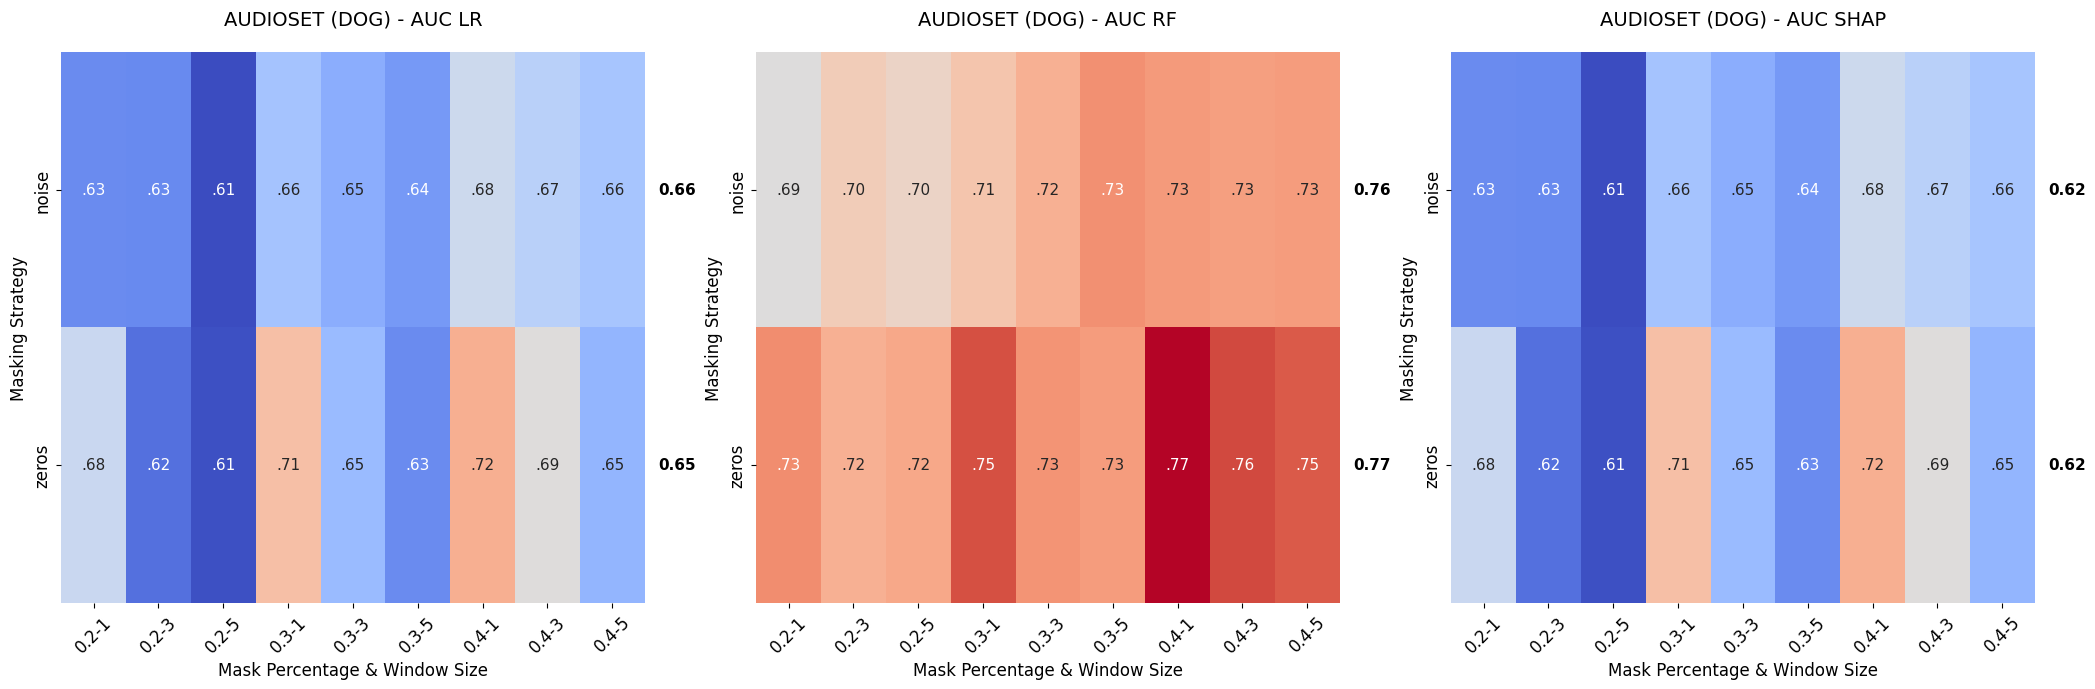 AUDIOSET (DOG) - AUC LR
Masking Strategy
noise
.63 .63 .61 .66 .65 .64 .68 .67 .66 0.66
zeros
.68 .62 .61 .71 .65 .63 .72 .69 .65 0.65
0.2-1 0.2-3 0.2-5 0.3-1 0.3-3 0.3-5 0.4-1 0.4-3 0.4-5
Mask Percentage & Window Size
AUDIOSET (DOG) - AUC RF
Masking Strategy
noise
.69 .70 .70 .71 .72 .73 .73 .73 .73 0.76
zeros
.73 .72 .72 .75 .73 .73 .77 .76 .75 0.77
0.2-1 0.2-3 0.2-5 0.3-1 0.3-3 0.3-5 0.4-1 0.4-3 0.4-5
Mask Percentage & Window Size
AUDIOSET (DOG) - AUC SHAP
Masking Strategy
noise
.63 .63 .61 .66 .65 .64 .68 .67 .66 0.62
zeros
.68 .62 .61 .71 .65 .63 .72 .69 .65 0.62
0.2-1 0.2-3 0.2-5 0.3-1 0.3-3 0.3-5 0.4-1 0.4-3 0.4-5
Mask Percentage & Window Size